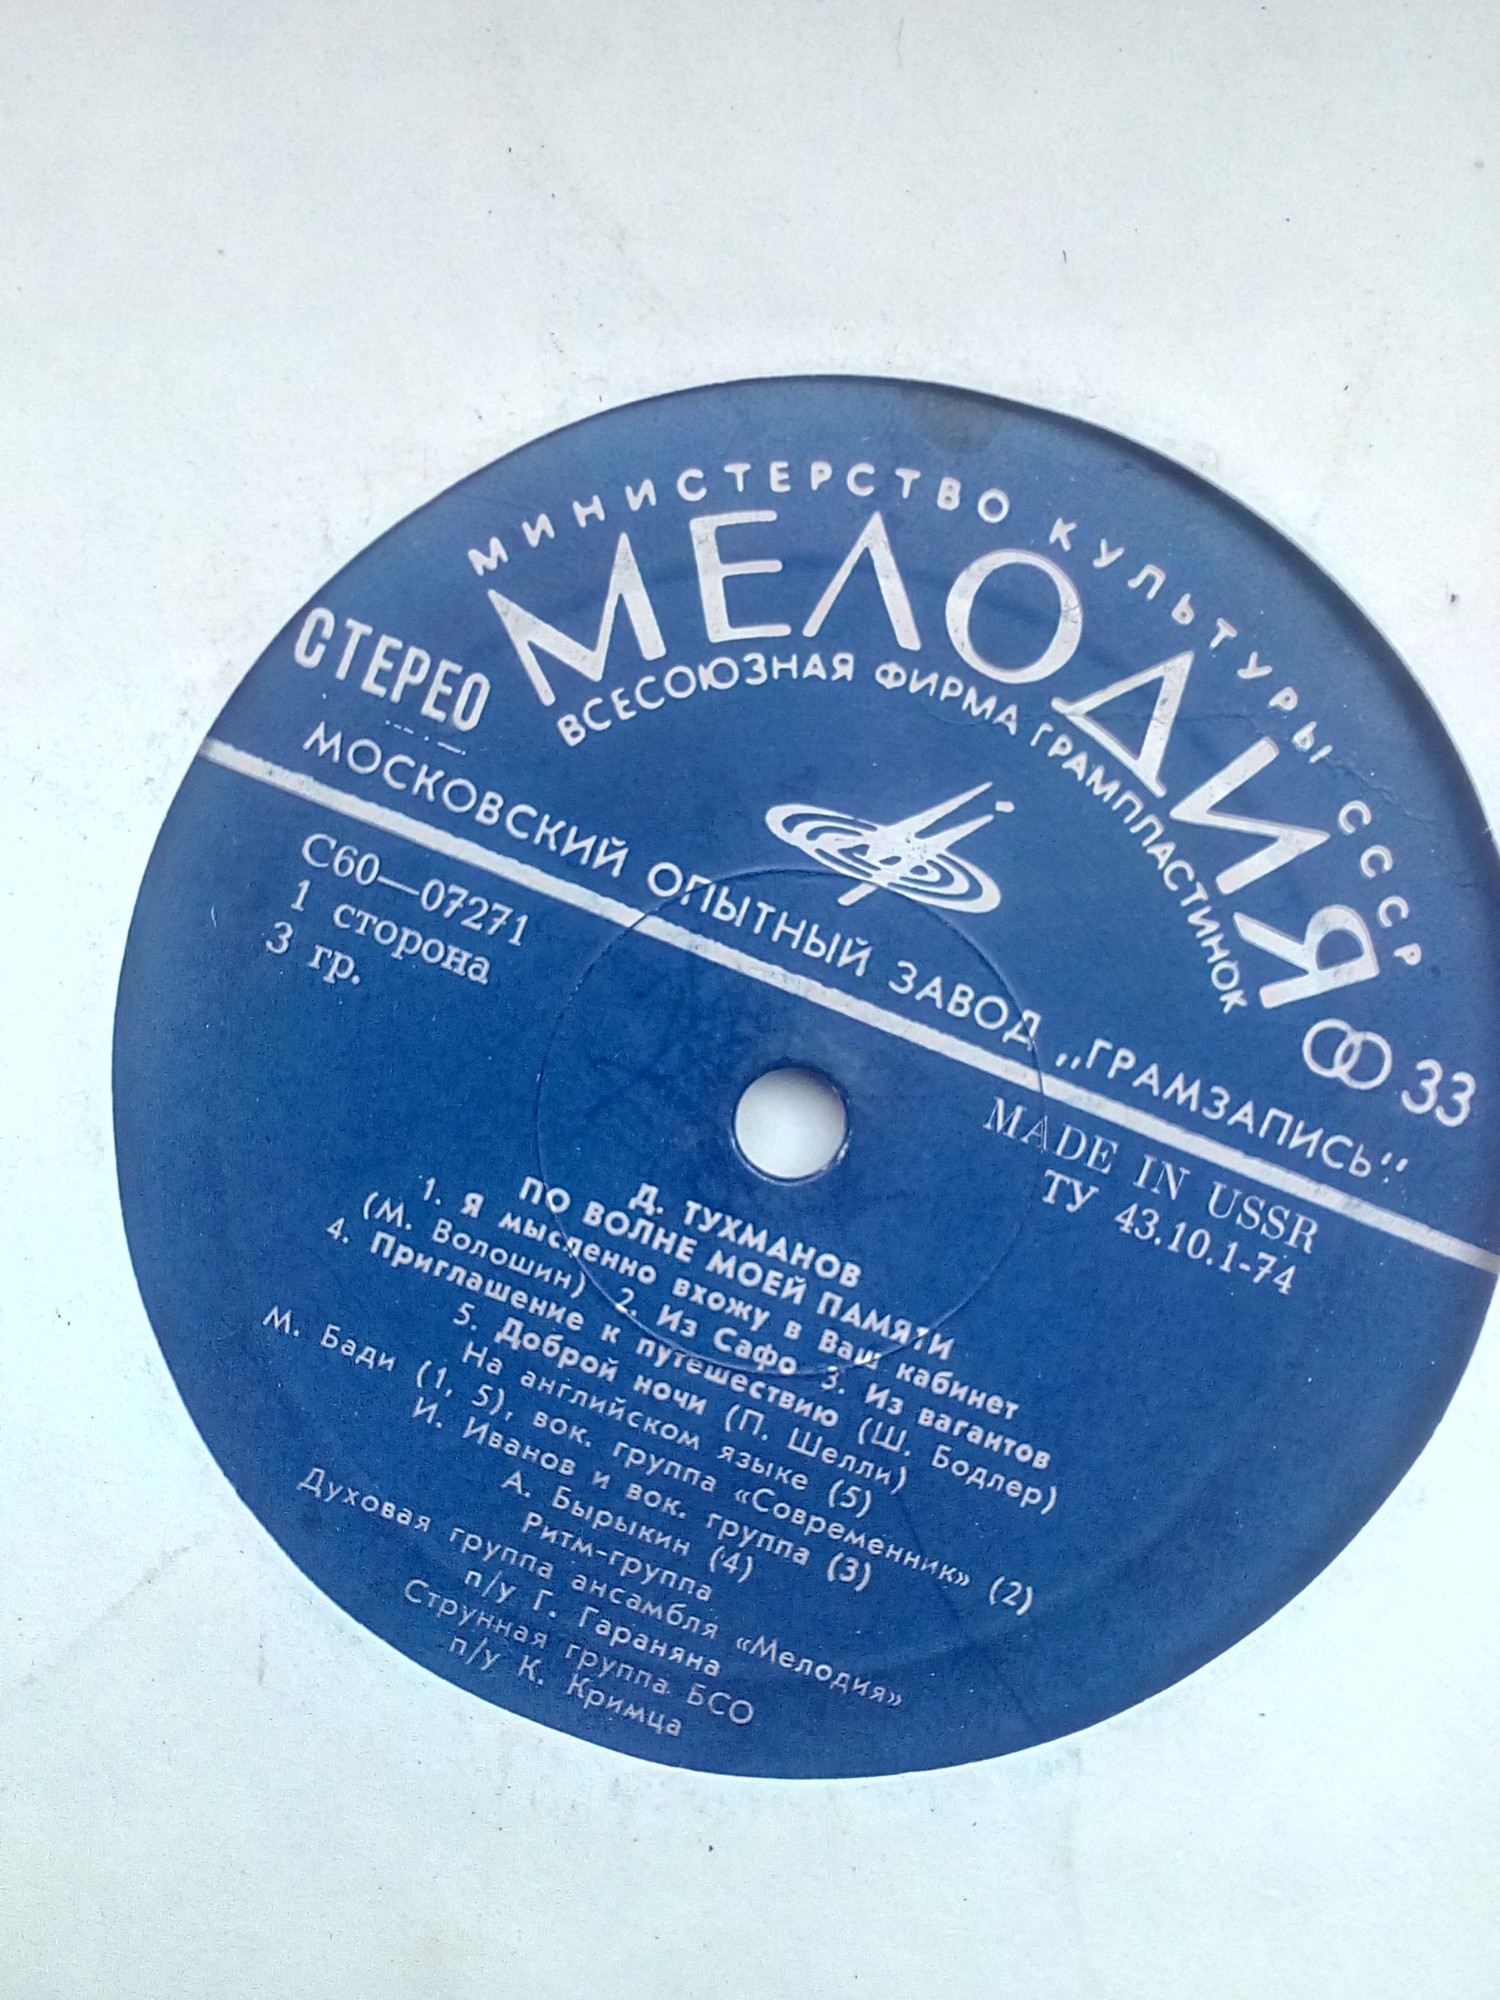 МИНИСТЕРСТВО КУЛЬТУРЫ СССР
МЕЛОДИЯ
ВСЕСОЮЗНАЯ ФИРМА ГРАМПЛАСТИНОК
СТЕРЕО
33
МОСКОВСКИЙ ОПЫТНЫЙ ЗАВОД „ГРАМЗАПИСЬ"
С60—07271
1 сторона
3 гр.
MADE IN USSR
ТУ 43.10.1-74
Д. ТУХМАНОВ
ПО ВОЛНЕ МОЕЙ ПАМЯТИ
1. Я мысленно вхожу в Ваш кабинет
(М. Волошин) 2. Из Сафо 3. Из вагантов
4. Приглашение к путешествию (Ш. Бодлер)
5. Доброй ночи (П. Шелли)
На английском языке (5)
М. Бади (1, 5), вок. группа «Современник» (2)
И. Иванов и вок. группа (3)
А. Бырыкин (4)
Ритм-группа
Духовая группа ансамбля «Мелодия»
п/у Г. Гараняна
Струнная группа БСО
п/у К. Кримца